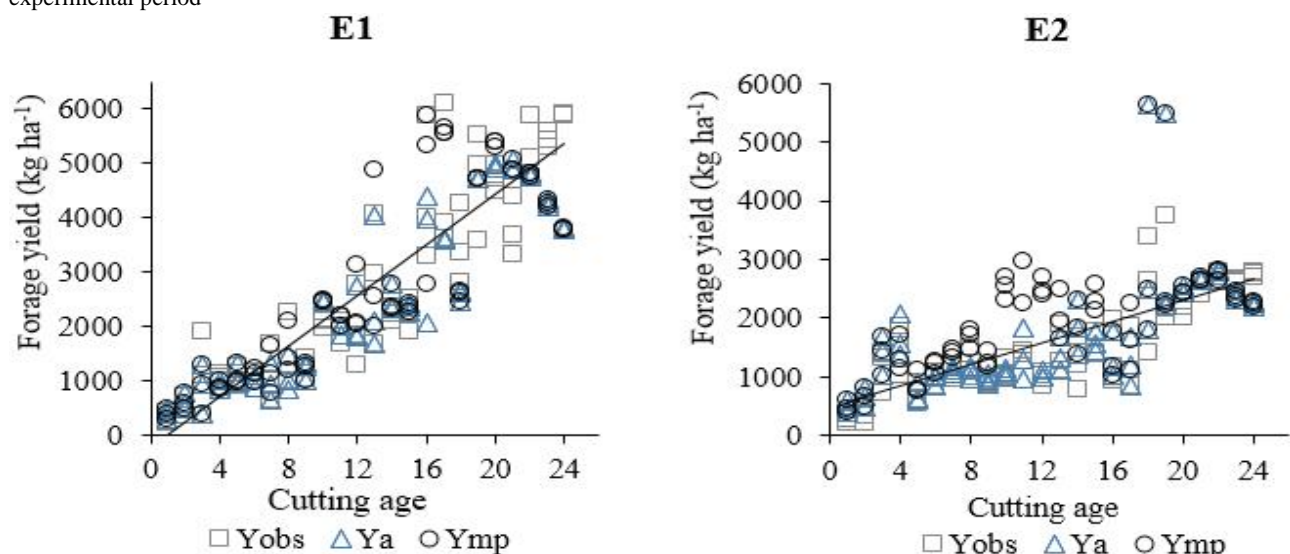 experimental period
E1
Forage yield (kg ha-1)
6000
5000
4000
3000
2000
1000
0
0 4 8 12 16 20 24
Cutting age
□ Yobs △ Ya ○ Ymp
E2
Forage yield (kg ha-1)
6000
5000
4000
3000
2000
1000
0
0 4 8 12 16 20 24
Cutting age
□ Yobs △ Ya ○ Ymp